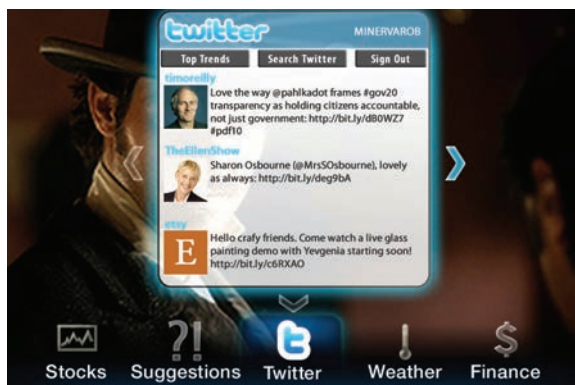 twitter MINERVAROB
Top Trends Search Twitter Sign Out
timoreilly
Love the way @pahlkadot frames #gov20
transparency as holding citizens accountable,
not just government: http://bit.ly/dB0WZ7
#pdf10
TheEllenShow
Sharon Osbourne (@MrsSOsbourne), lovely
as always: http://bit.ly/deg9bA
etsy
E
Hello crafy friends. Come watch a live glass
painting demo with Yevgenia starting soon!
http://bit.ly/c6RXAO
?! t $
Stocks Suggestions Twitter Weather Finance